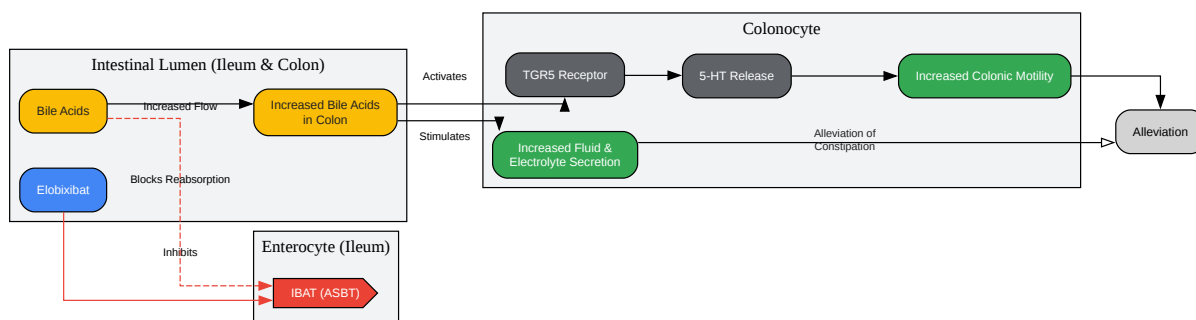 Colonocyte
Intestinal Lumen (Ileum & Colon)
Activates
TGR5 Receptor
5-HT Release
Increased Colonic Motility
Bile Acids
Increased Flow
Increased Bile Acids
in Colon
Stimulates
Increased Fluid &
Electrolyte Secretion
Alleviation of
Constipation
Alleviation
Blocks Reabsorption
Elobixibat
Inhibits
Enterocyte (Ileum)
IBAT (ASBT)